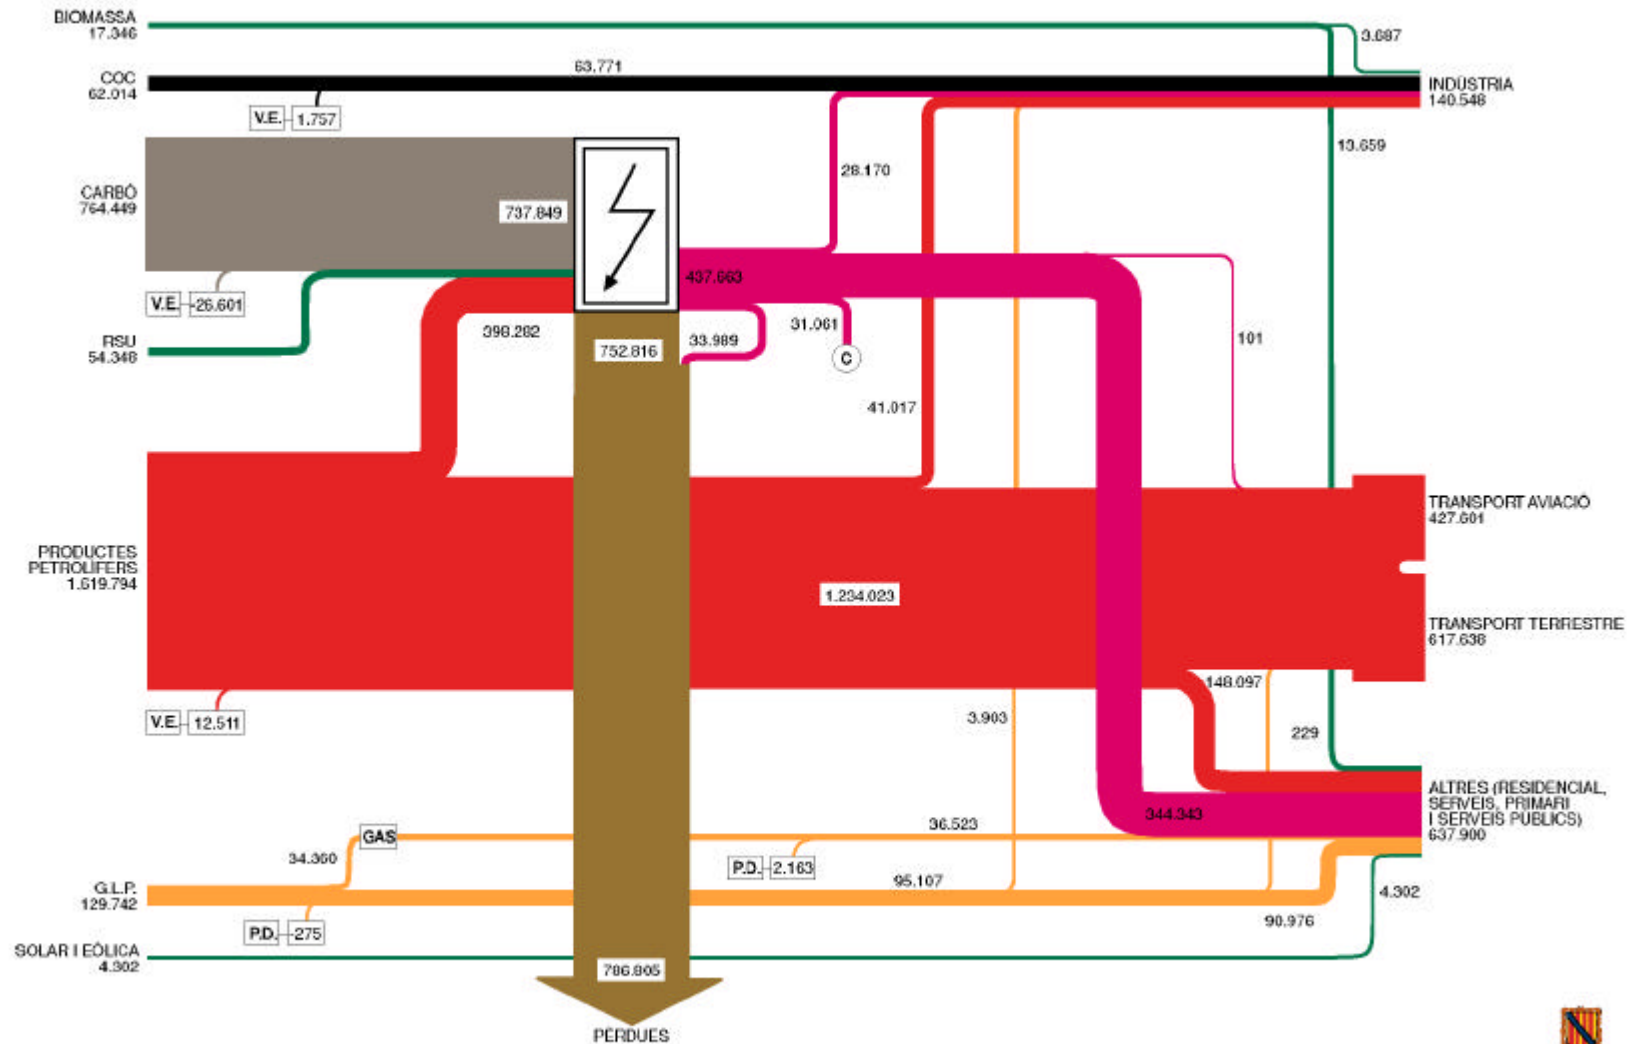 BIOMASSA
17.346
3.687
63.771
COC
62.014
INDÚSTRIA
140.548
V.E. 1.757
13.659
28.170
CARBÓ
764.449
737.849
437.663
V.E. -26.601
398.282
31.061
101
RSU
54.348
752.816
33.989
C
41.017
TRANSPORT AVIACIÓ
427.601
PRODUCTES
PETROLÍFERS
1.619.794
1.234.023
TRANSPORT TERRESTRE
617.638
148.097
V.E. 12.511
3.903
229
ALTRES (RESIDENCIAL,
SERVEIS, PRIMARI
I SERVEIS PÚBLICS)
637.900
344.343
36.523
GAS
34.360
P.D. 2.163
95.107
G.L.P.
129.742
4.302
90.976
P.D. -275
SOLAR I EÒLICA
4.302
786.805
PÈRDUES